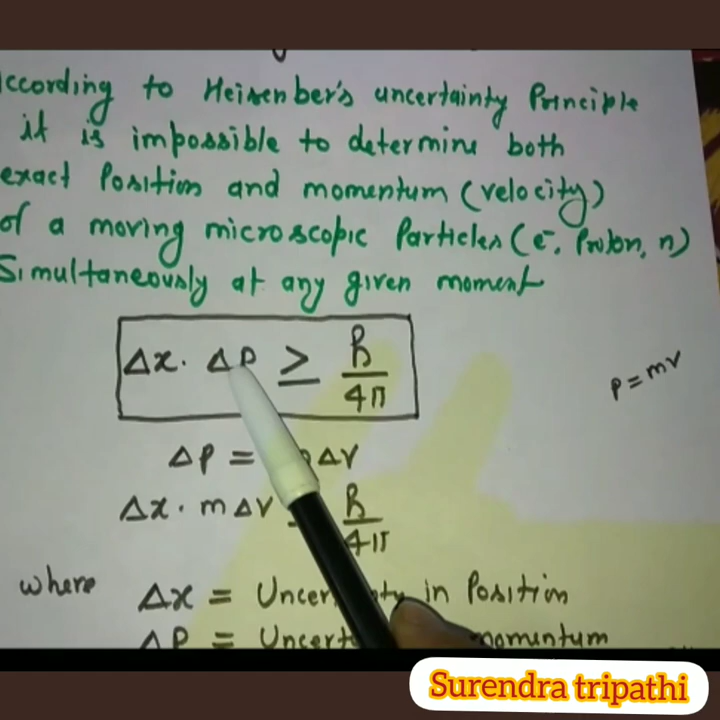 ccording to Heisenber's uncertainty Principle
it is impossible to determine both
exact Position and momentum (velocity)
of a moving microscopic Particles (e-, Proton, n)
Simultaneously at any given moment
Δx. ΔP ≥ h/4π
P = mv
ΔP = ΔV
Δx. mΔV h/4π
where Δx = in Position
ΔP = momentum
Surendra tripathi